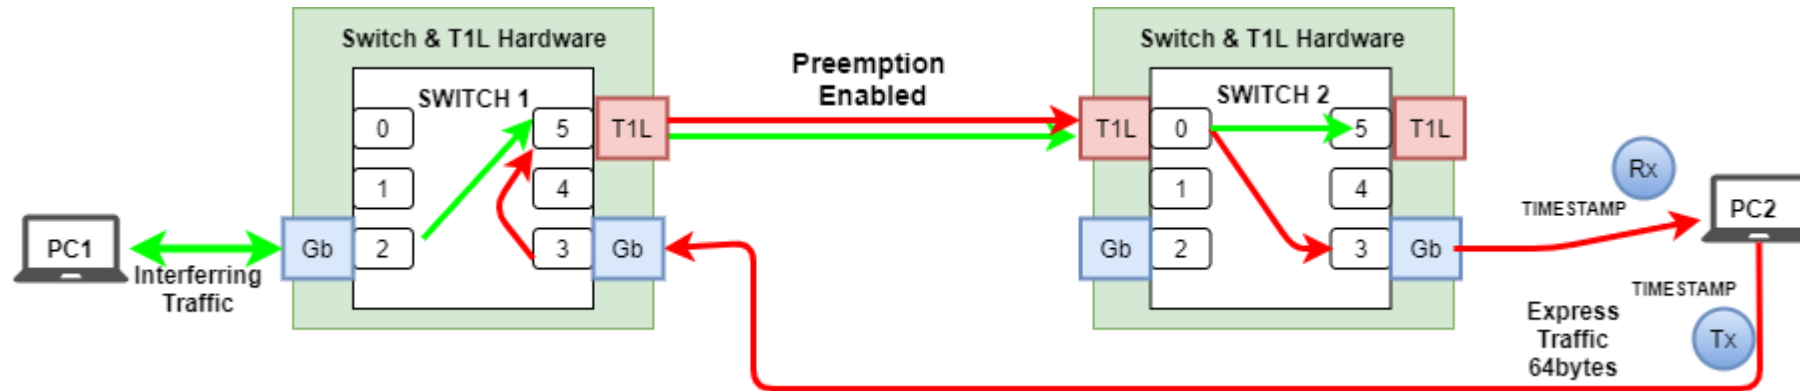 Switch & T1L Hardware
SWITCH 1
0
5
T1L
1
4
PC1
Gb
2
3
Gb
Interferring
Traffic
Preemption
Enabled
Switch & T1L Hardware
SWITCH 2
T1L
0
5
T1L
1
4
Gb
2
3
Gb
Rx
TIMESTAMP
PC2
TIMESTAMP
Express
Traffic
64bytes
Tx